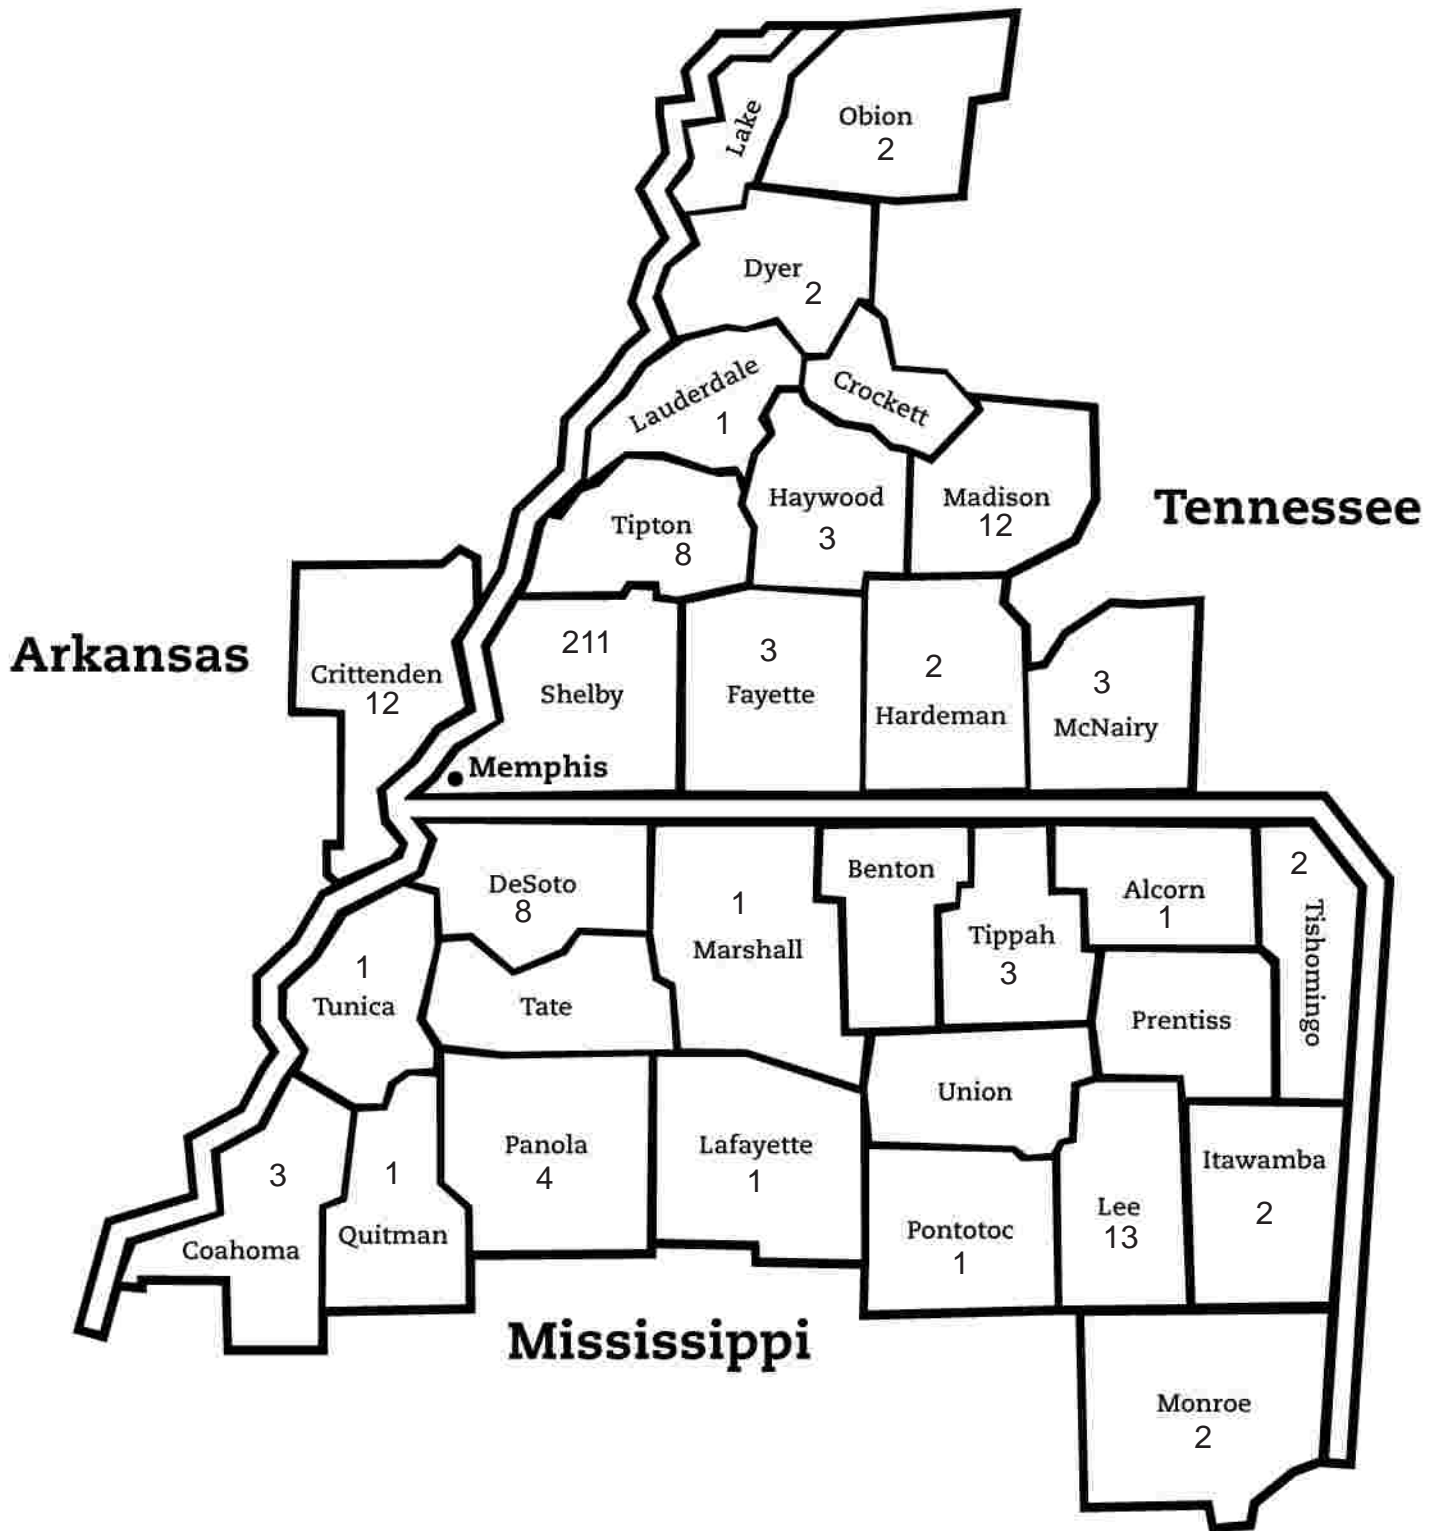 Lake
Obion
2
Dyer
2
Lauderdale
1
Crockett
Tipton
8
Haywood
3
Madison
12
Tennessee
Arkansas
Crittenden
12
211
Shelby
Memphis
3
Fayette
2
Hardeman
3
McNairy
DeSoto
8
1
Marshall
Benton
Tippah
3
Alcorn
1
2
Tishomingo
1
Tunica
Tate
Prentiss
Union
3
Coahoma
1
Quitman
Panola
4
Lafayette
1
Pontotoc
1
Lee
13
Itawamba
2
Mississippi
Monroe
2